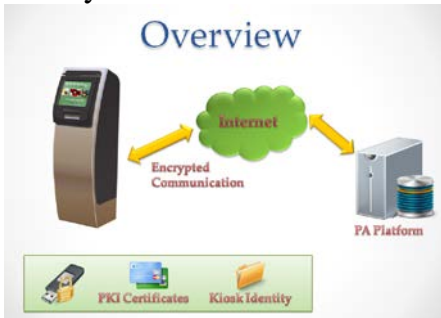 Overview
Internet
Encrypted
Communication
PA Platform
PKI Certificates Kiosk Identity